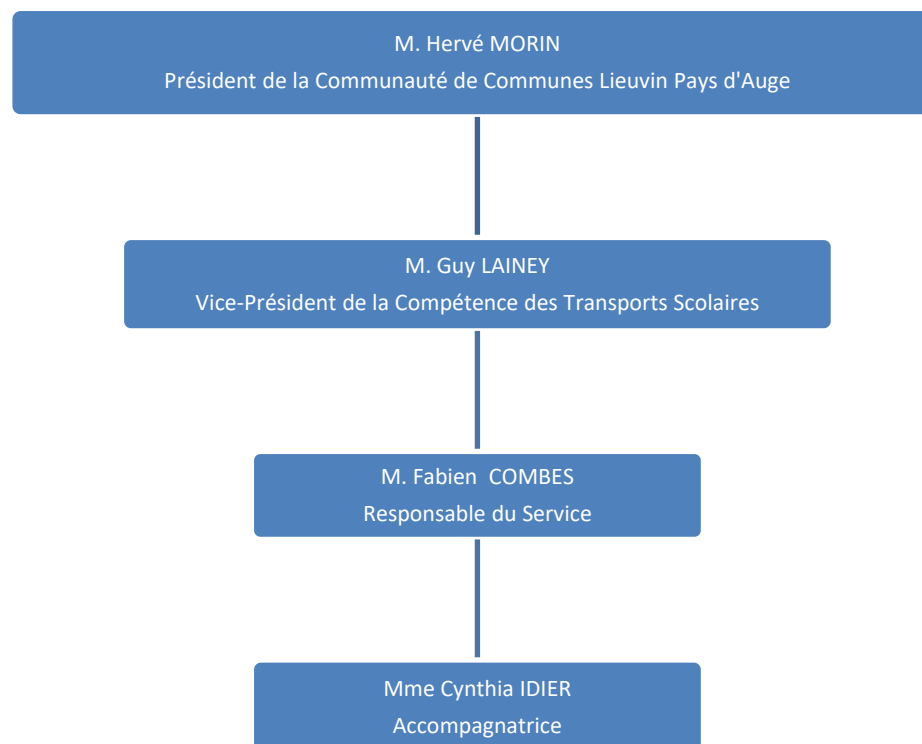 M. Hervé MORIN
Président de la Communauté de Communes Lieuvin Pays d'Auge
M. Guy LAINEY
Vice-Président de la Compétence des Transports Scolaires
M. Fabien  COMBES
Responsable du Service
Mme Cynthia IDIER
Accompagnatrice